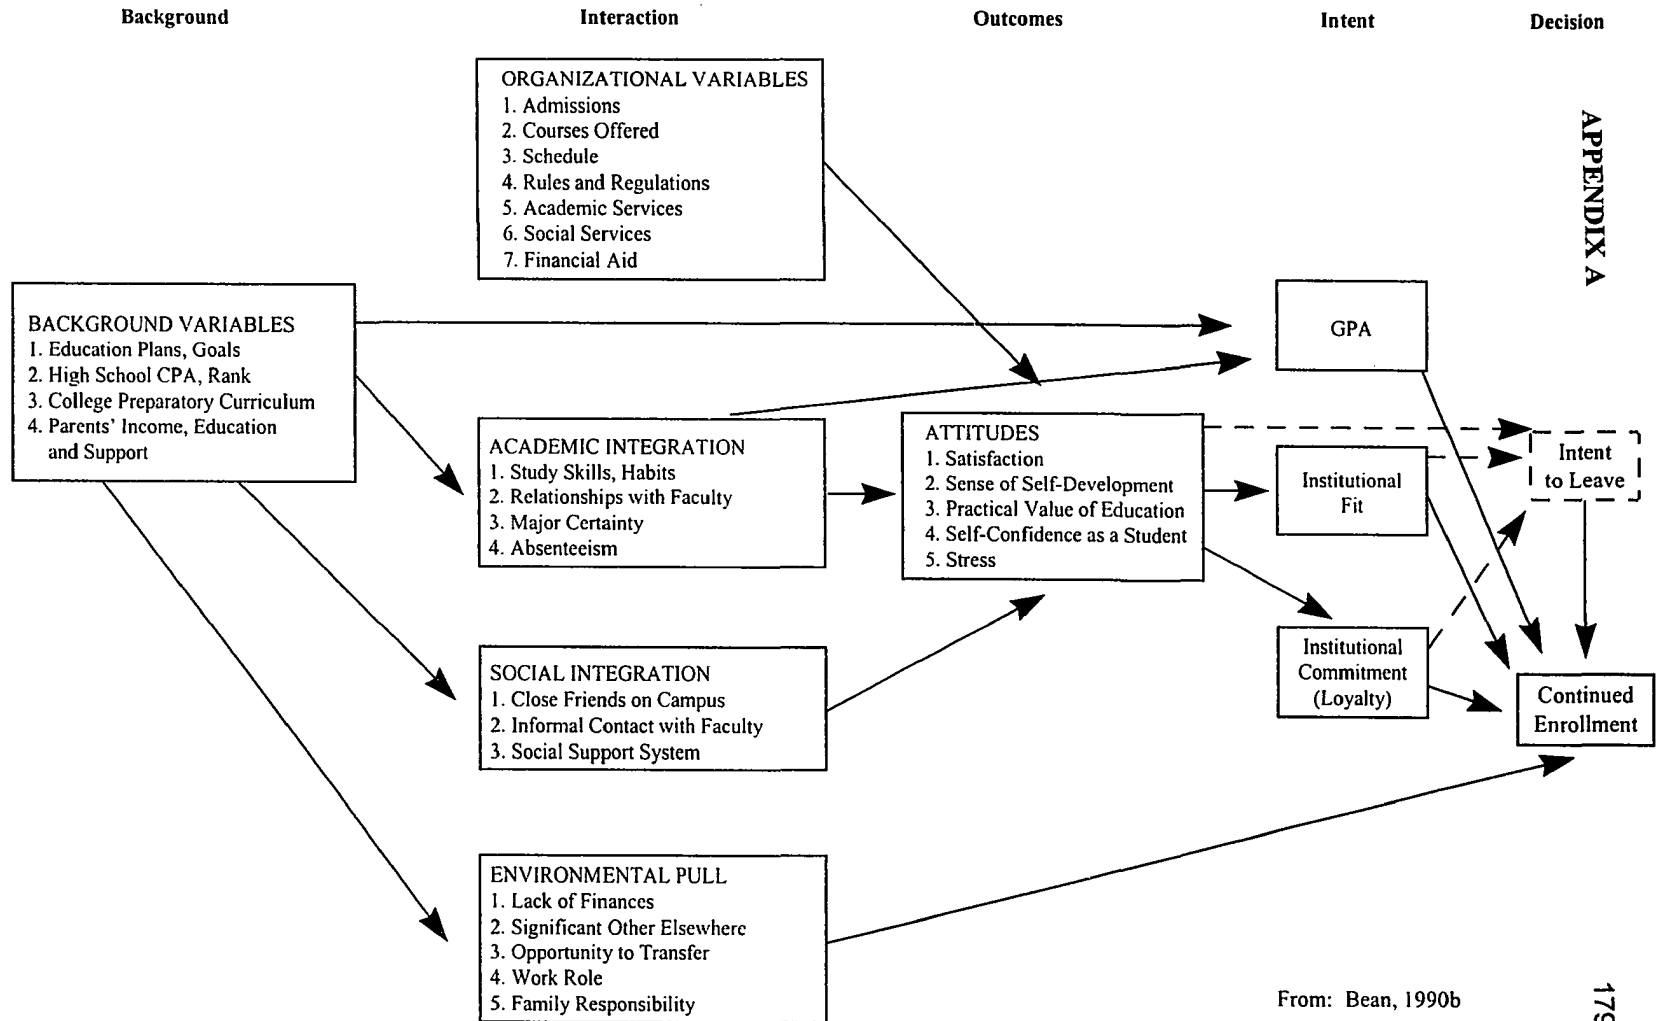 Background
Interaction
Outcomes
Intent
Decision
ORGANIZATIONAL VARIABLES
1. Admissions
2. Courses Offered
3. Schedule
4. Rules and Regulations
5. Academic Services
6. Social Services
7. Financial Aid
APPENDIX A
BACKGROUND VARIABLES
1. Education Plans, Goals
2. High School CPA, Rank
3. College Preparatory Curriculum
4. Parents' Income, Education
and Support
GPA
ACADEMIC INTEGRATION
1. Study Skills, Habits
2. Relationships with Faculty
3. Major Certainty
4. Absenteeism
ATTITUDES
1. Satisfaction
2. Sense of Self-Development
3. Practical Value of Education
4. Self-Confidence as a Student
5. Stress
Institutional
Fit
Intent
to Leave
SOCIAL INTEGRATION
1. Close Friends on Campus
2. Informal Contact with Faculty
3. Social Support System
Institutional
Commitment
(Loyalty)
Continued
Enrollment
ENVIRONMENTAL PULL
1. Lack of Finances
2. Significant Other Elsewhere
3. Opportunity to Transfer
4. Work Role
5. Family Responsibility
From: Bean, 1990b
179